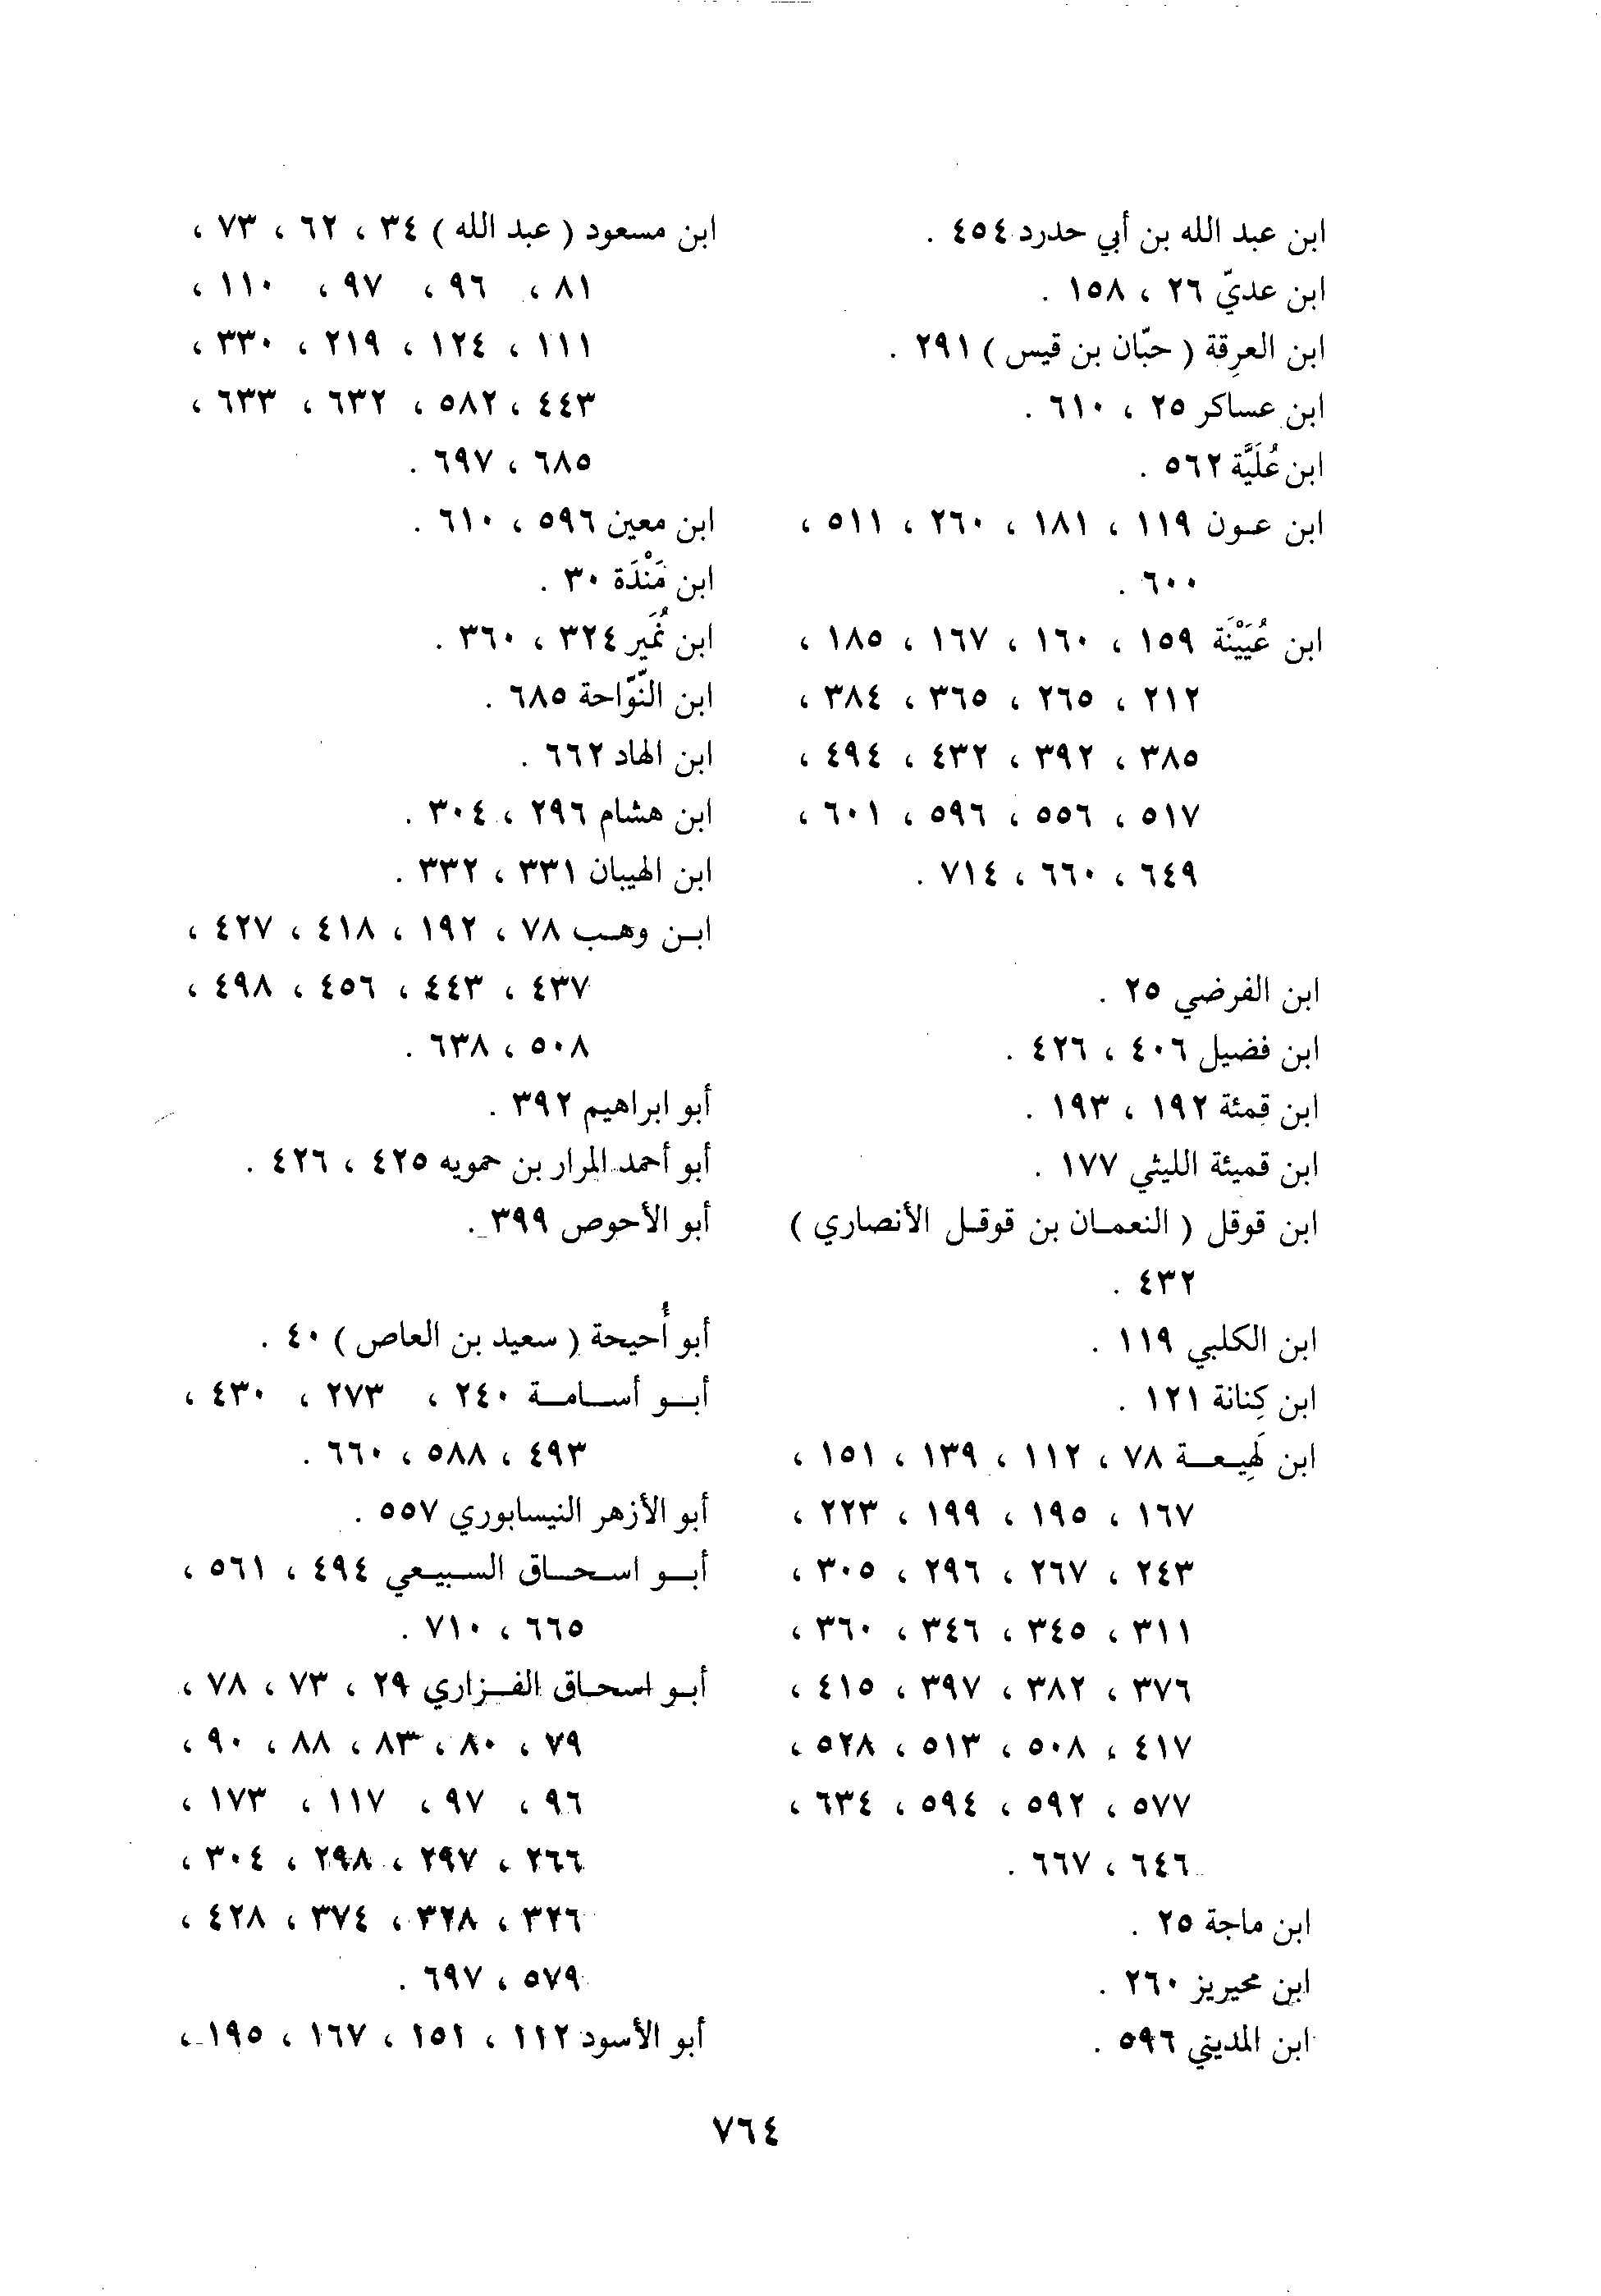 ابن عبد الله بن أبي حدرد ٤٥٤ .
ابن عديّ ٢٦ ، ١٥٨ .
ابن العرِقة ( حبّان بن قيس ) ٢٩١ .
ابن عساكر ٢٥ ، ٦١٠ .
ابن عُلَيَّة ٥٦٢ .
ابن عون ١١٩ ، ١٨١ ، ٢٦٠ ، ٥١١ ،
٦٠٠ .
ابن عُيَيْنَة ١٥٩ ، ١٦٠ ، ١٦٧ ، ١٨٥ ،
٢١٢ ، ٢٦٥ ، ٣٦٥ ، ٣٨٤ ،
٣٨٥ ، ٣٩٢ ، ٤٣٢ ، ٤٩٤ ،
٥١٧ ، ٥٥٦ ، ٥٩٦ ، ٦٠١ ،
٦٤٩ ، ٦٦٠ ، ٧١٤ .
ابن الفرضي ٢٥ .
ابن فضيل ٤٠٦ ، ٤٢٦ .
ابن قمِئة ١٩٢ ، ١٩٣ .
ابن قميئة الليثي ١٧٧ .
ابن قوقل ( النعمان بن قوقل الأنصاري )
٤٣٢ .
ابن الكلبي ١١٩ .
ابن كِنانة ١٢١ .
ابن لَهِيعة ٧٨ ، ١١٢ ، ١٣٩ ، ١٥١ ،
١٦٧ ، ١٩٥ ، ١٩٩ ، ٢٢٣ ،
٢٤٣ ، ٢٦٧ ، ٢٩٦ ، ٣٠٥ ،
٣١١ ، ٣٤٥ ، ٣٤٦ ، ٣٦٠ ،
٣٧٦ ، ٣٨٢ ، ٣٩٧ ، ٤١٥ ،
٤١٧ ، ٥٠٨ ، ٥١٣ ، ٥٢٨ ،
٥٧٧ ، ٥٩٢ ، ٥٩٤ ، ٦٣٤ ،
٦٤٦ ، ٦٦٧ .
ابن ماجة ٢٥ .
ابن محيريز ٢٦٠ .
ابن المديني ٥٩٦ .
ابن مسعود ( عبد الله ) ٣٤ ، ٦٢ ، ٧٣ ،
٨١ ، ٩٦ ، ٩٧ ، ١١٠ ،
١١١ ، ١٢٤ ، ٢١٩ ، ٣٣٠ ،
٤٤٣ ، ٥٨٢ ، ٦٣٢ ، ٦٣٣ ،
٦٨٥ ، ٦٩٧ .
ابن معين ٥٩٦ ، ٦١٠ .
ابن مَنْدَة ٣٠ .
ابن نُمَير ٣٢٤ ، ٣٦٠ .
ابن النّوّاحة ٦٨٥ .
ابن الهاد ٦٦٢ .
ابن هشام ٢٩٦ ، ٣٠٤ .
ابن الهيبان ٣٣١ ، ٣٣٢ .
ابن وهب ٧٨ ، ١٩٢ ، ٤١٨ ، ٤٢٧ ،
٤٣٧ ، ٤٤٣ ، ٤٥٦ ، ٤٩٨ ،
٥٠٨ ، ٦٣٨ .
أبو ابراهيم ٣٩٢ .
أبو أحمد المرار بن حمويه ٤٢٥ ، ٤٢٦ .
أبو الأحوص ٣٩٩ .
أبو أُحيحة ( سعيد بن العاص ) ٤٠ .
أبو أسامة ٢٤٠ ، ٢٧٣ ، ٤٣٠ ،
٤٩٣ ، ٥٨٨ ، ٦٦٠ .
أبو الأزهر النيسابوري ٥٥٧ .
أبو اسحاق السبيعي ٤٩٤ ، ٥٦١ ،
٦٦٥ ، ٧١٠ .
أبو اسحاق الفزاري ٢٩ ، ٧٣ ، ٧٨ ،
٧٩ ، ٨٠ ، ٨٣ ، ٨٨ ، ٩٠ ،
٩٦ ، ٩٧ ، ١١٧ ، ١٧٣ ،
٢٦٦ ، ٢٩٧ ، ٢٩٨ ، ٣٠٤ ،
٣٢٦ ، ٣٢٨ ، ٣٧٤ ، ٤٢٨ ،
٥٧٩ ، ٦٩٧ .
أبو الأسود ١١٢ ، ١٥١ ، ١٦٧ ، ١٩٥ ،
٧٦٤